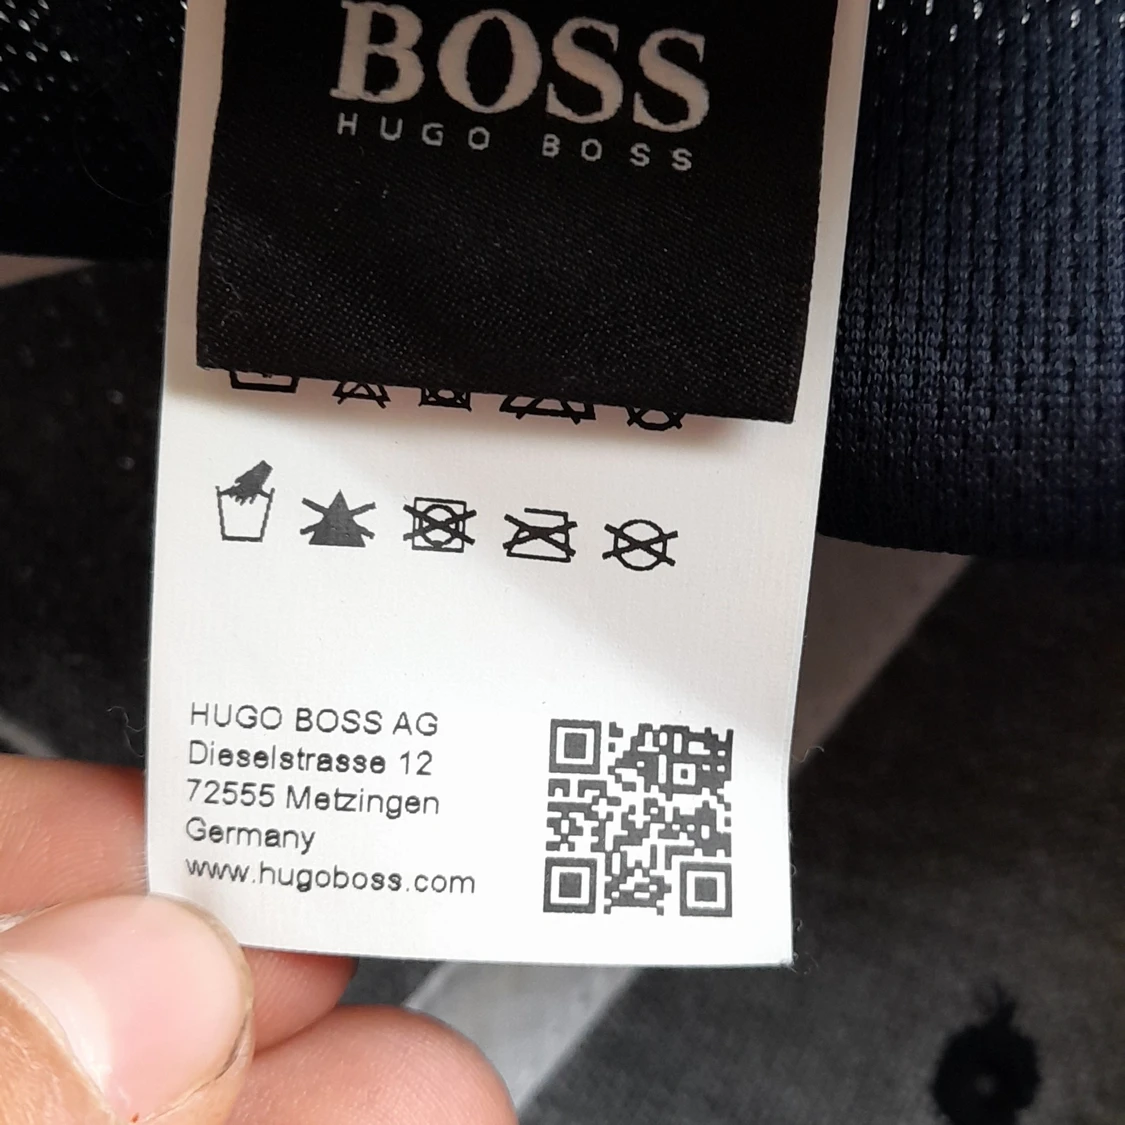 BOSS
HUGO BOSS
HUGO BOSS AG
Dieselstrasse 12
72555 Metzingen
Germany
www.hugoboss.com